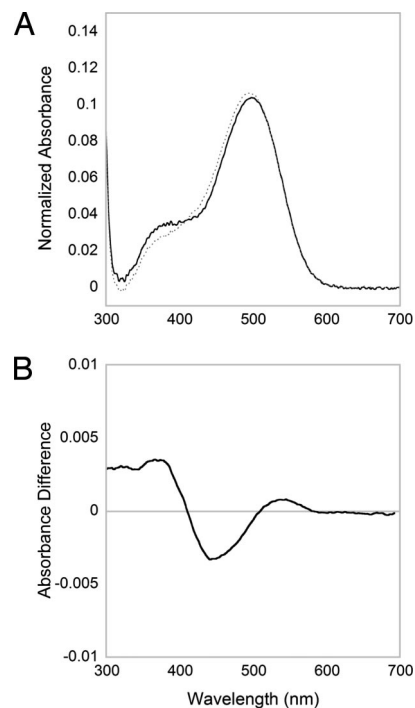 A
Normalized Absorbance
0.14
0.12
0.1
0.08
0.06
0.04
0.02
0
300 400 500 600 700
B
Absorbance Difference
0.01
0.005
0
-0.005
-0.01
300 400 500 600 700
Wavelength (nm)